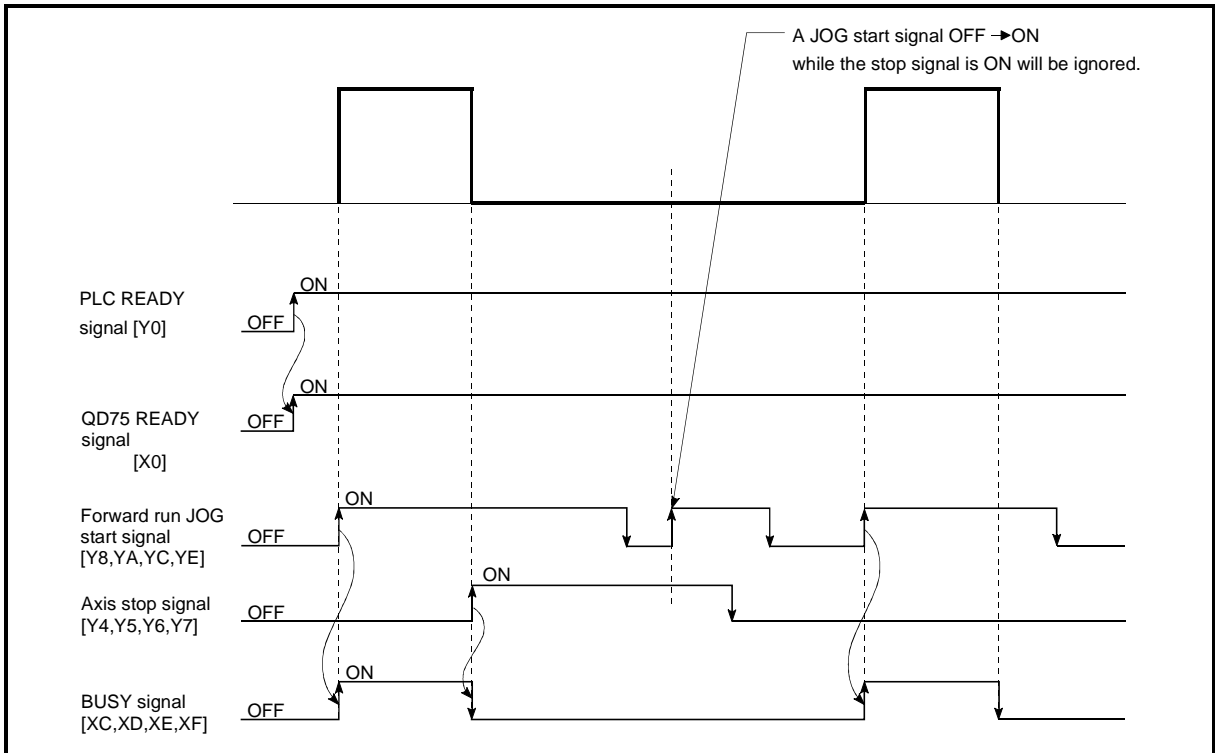 A JOG start signal OFF → ON
while the stop signal is ON will be ignored.
ON
PLC READY
signal [Y0]
OFF
ON
QD75 READY
signal
[X0]
OFF
ON
Forward run JOG
start signal
[Y8,YA,YC,YE]
OFF
ON
Axis stop signal
[Y4,Y5,Y6,Y7]
OFF
ON
BUSY signal
[XC,XD,XE,XF]
OFF